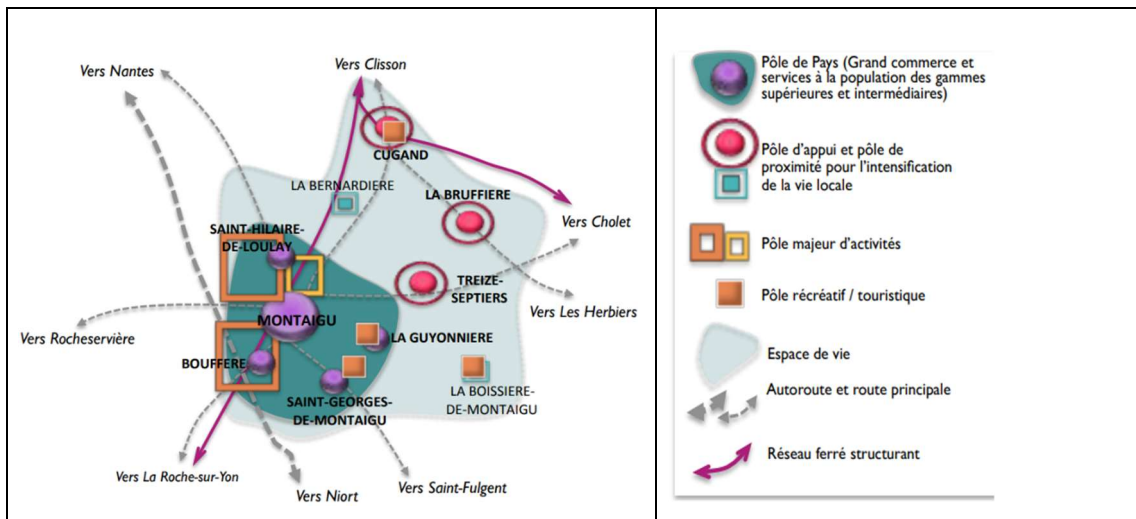 Vers Nantes
Vers Clisson
CUGAND
LA BERNARDIERE
LA BRUFFIERE
Vers Cholet
SAINT-HILAIRE-
DE-LOULAY
TREIZE-
SEPTIERS
Vers Les Herbiers
MONTAIGU
Vers Rocheservière
LA GUYONNIERE
BOUFFERE
LA BOISSIERE-
DE-MONTAIGU
SAINT-GEORGES-
DE-MONTAIGU
Vers La Roche-sur-Yon
Vers Niort
Vers Saint-Fulgent
Pôle de Pays (Grand commerce et
services à la population des gammes
supérieures et intermédiaires)
Pôle d'appui et pôle de
proximité pour l'intensification
de la vie locale
Pôle majeur d'activités
Pôle récréatif / touristique
Espace de vie
Autoroute et route principale
Réseau ferré structurant